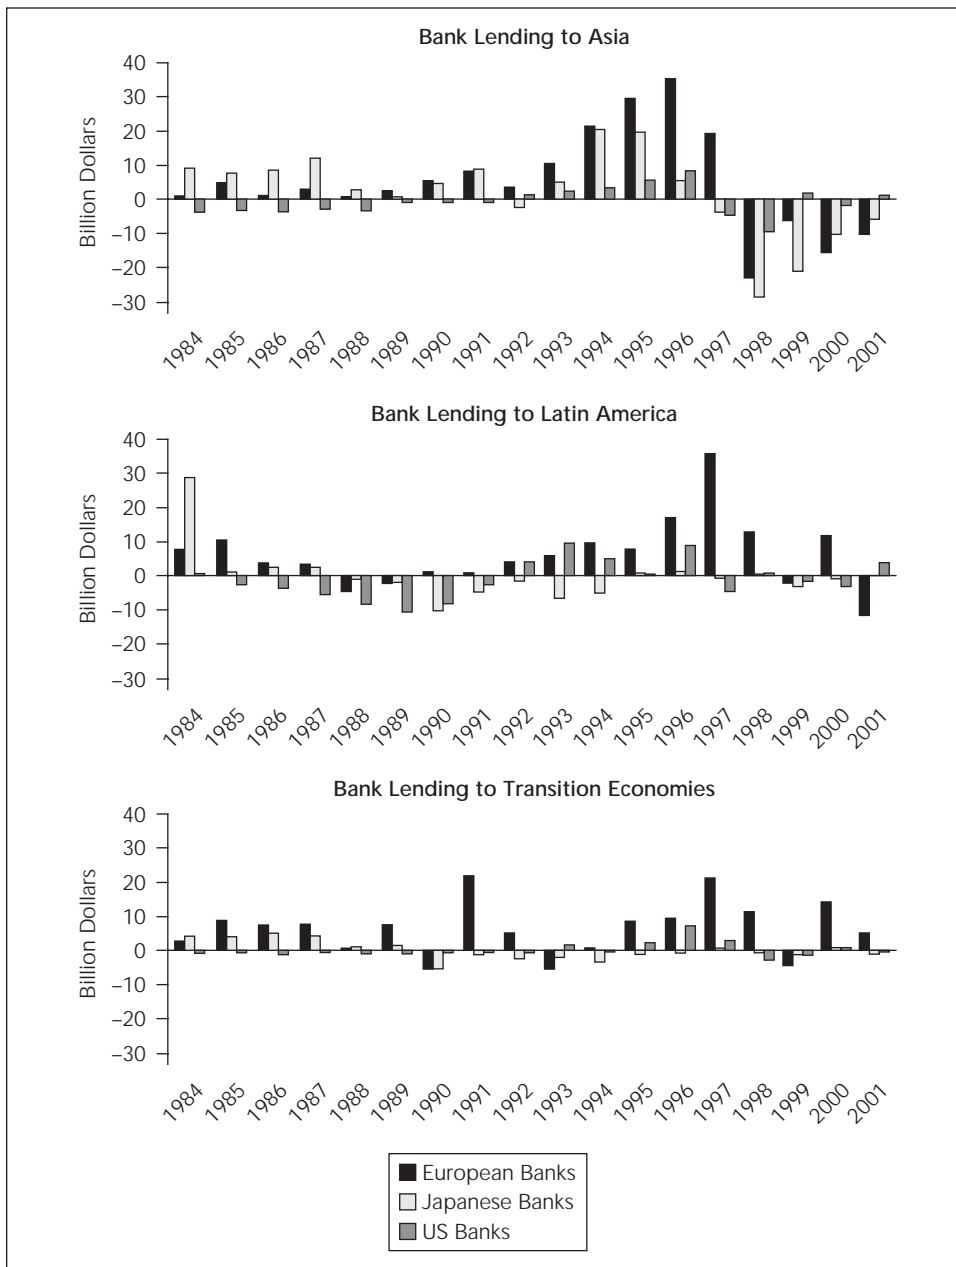 Bank Lending to Asia
Billion Dollars
40
30
20
10
0
–10
–20
–30
1984 1985 1986 1987 1988 1989 1990 1991 1992 1993 1994 1995 1996 1997 1998 1999 2000 2001
Bank Lending to Latin America
Billion Dollars
40
30
20
10
0
–10
–20
–30
1984 1985 1986 1987 1988 1989 1990 1991 1992 1993 1994 1995 1996 1997 1998 1999 2000 2001
Bank Lending to Transition Economies
Billion Dollars
40
30
20
10
0
–10
–20
–30
1984 1985 1986 1987 1988 1989 1990 1991 1992 1993 1994 1995 1996 1997 1998 1999 2000 2001
European Banks
Japanese Banks
US Banks